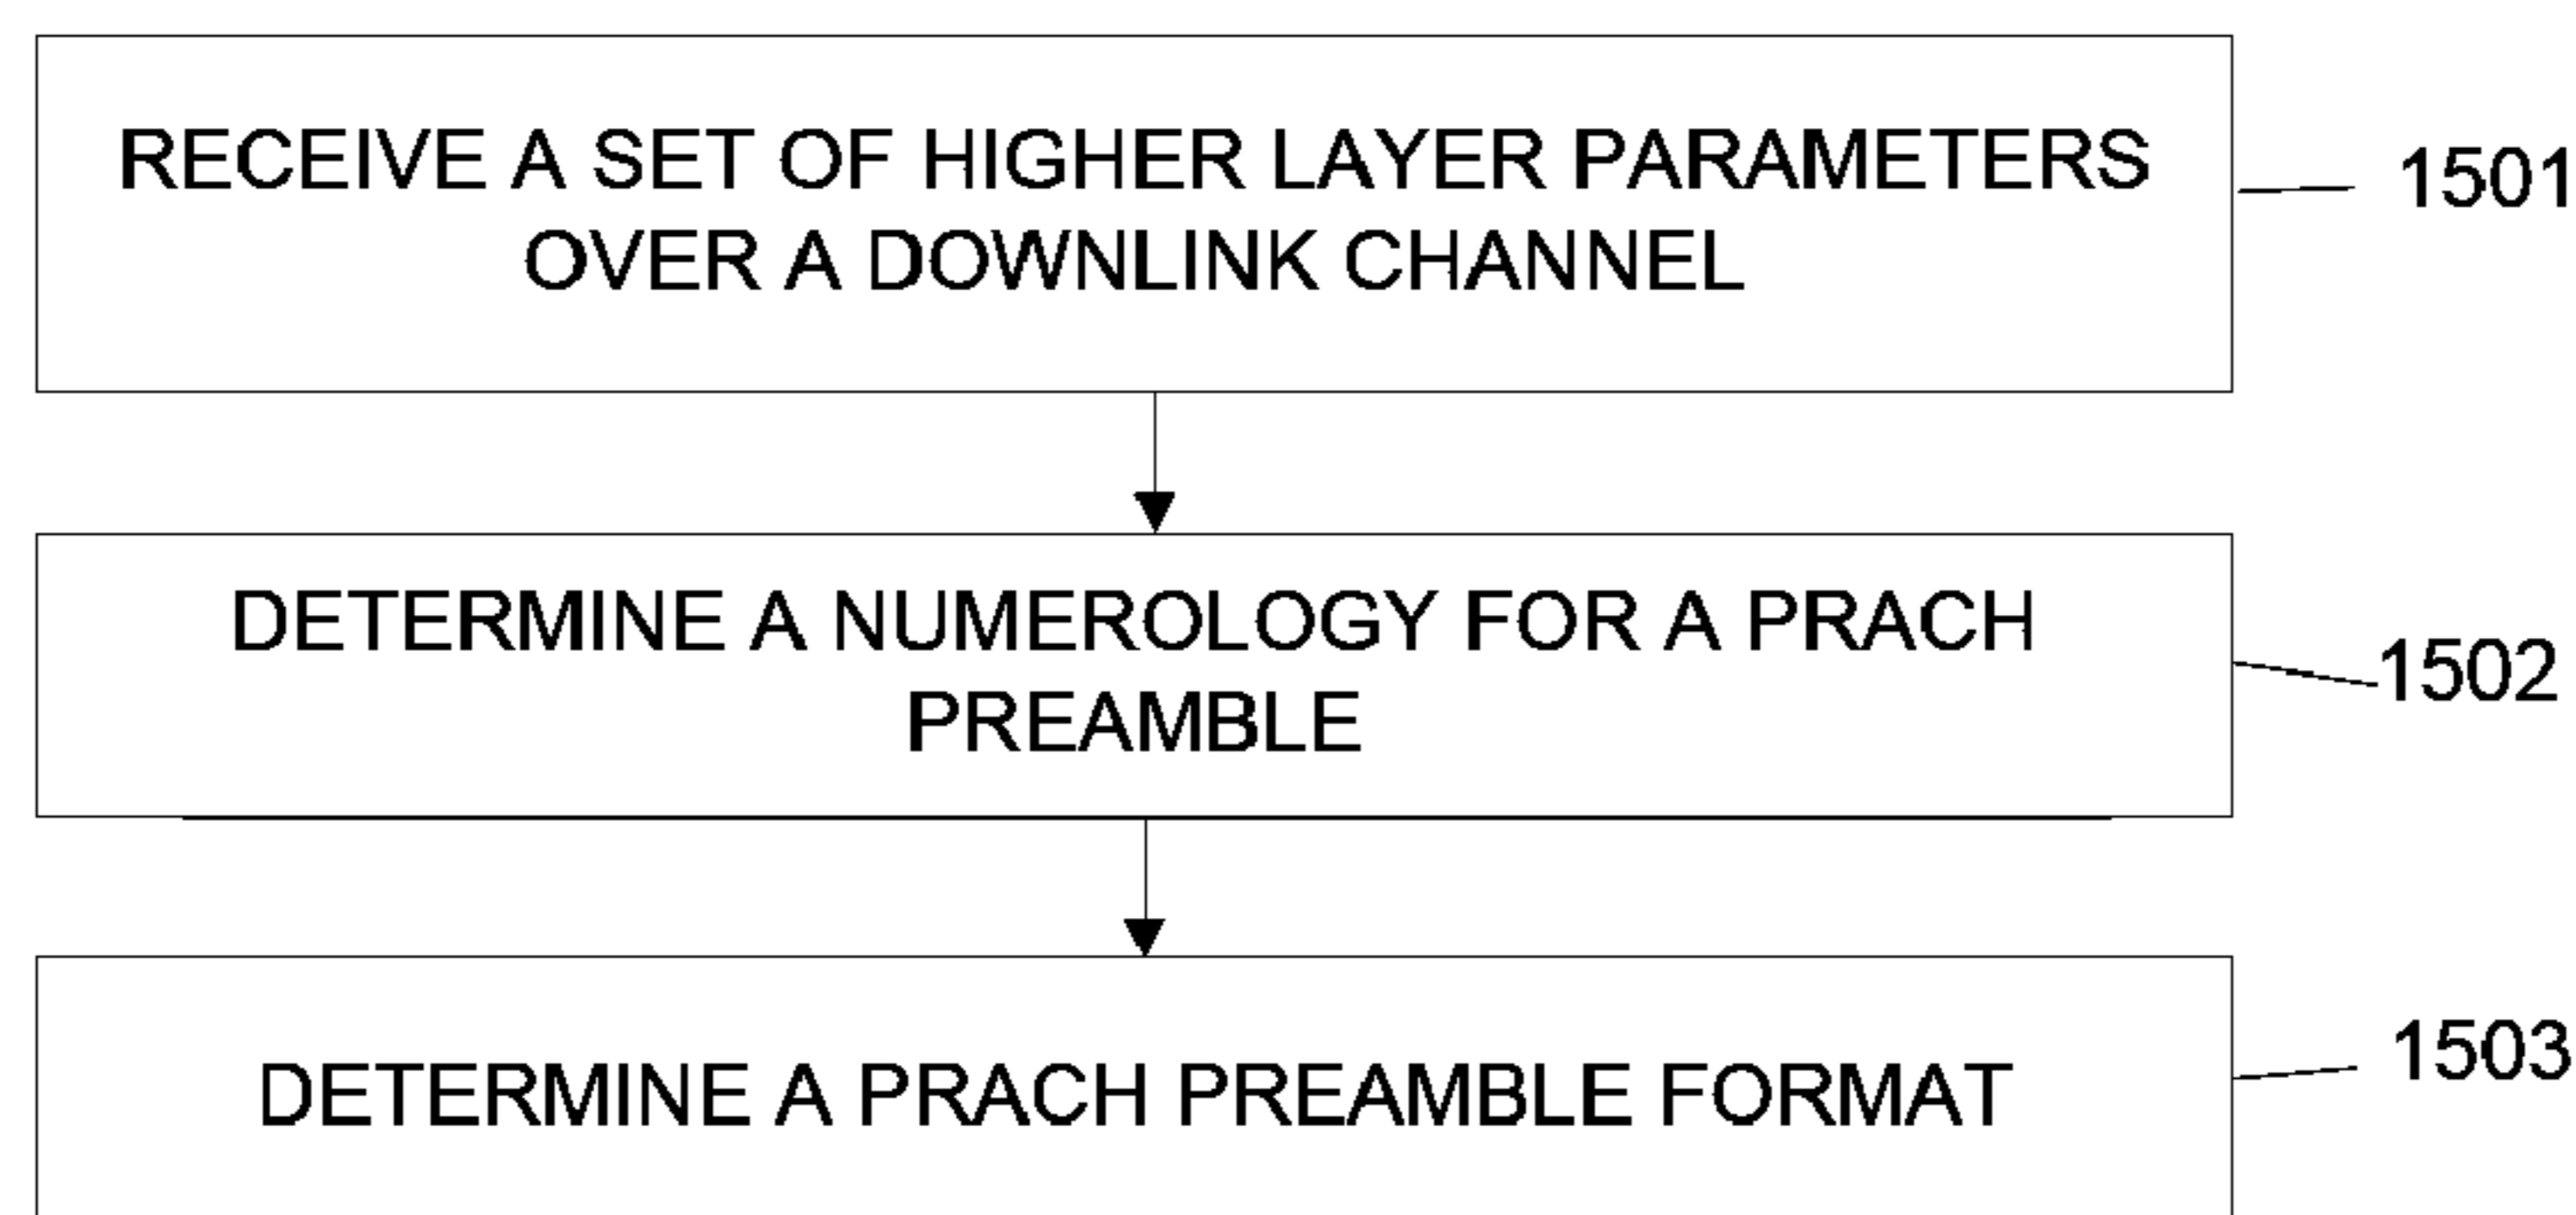 RECEIVE A SET OF HIGHER LAYER PARAMETERS
OVER A DOWNLINK CHANNEL
1501
DETERMINE A NUMEROLOGY FOR A PRACH
PREAMBLE
1502
DETERMINE A PRACH PREAMBLE FORMAT
1503